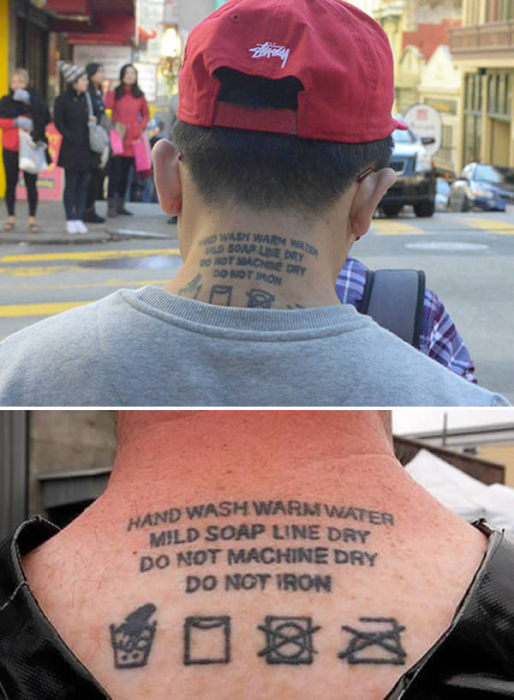 Stüssy
HAND WASH WARM WATER
MILD SOAP LINE DRY
DO NOT MACHINE DRY
DO NOT IRON
HAND WASH WARM WATER
MILD SOAP LINE DRY
DO NOT MACHINE DRY
DO NOT IRON